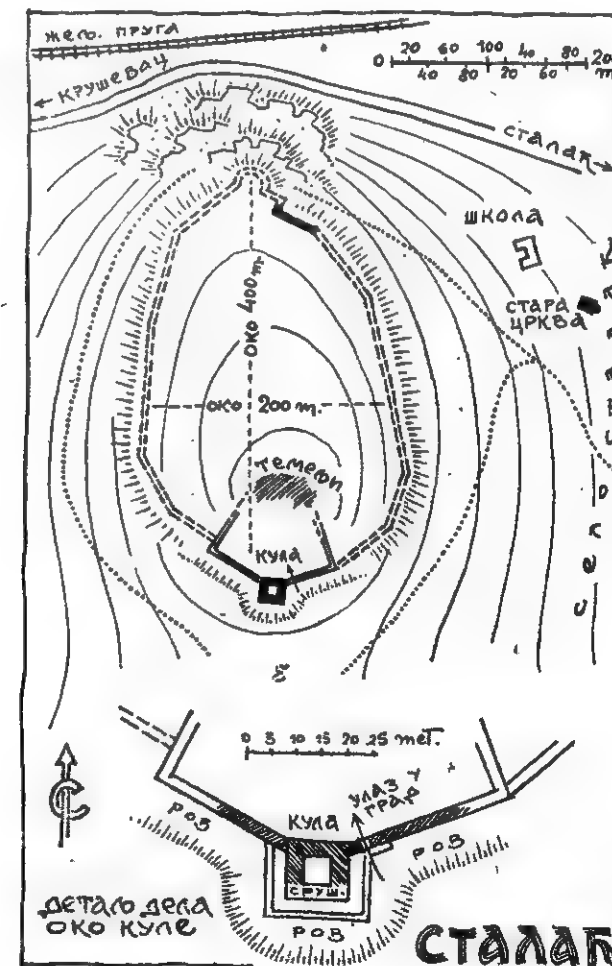 жељ. пруга
0 20 40 60 80 100 20 40 60 80 200
m
← КРУШЕВАЦ
СТАЛАЋ →
ШКОЛА
СТАРА
ЦРКВА
око 400 m.
око 200 m.
Темељи
КУЛА
0 5 10 15 20 25 мет.
С
УЛАЗ У
ГРАД
РОВ
КУЛА
РОВ
СРУШ.
РОВ
ДЕТАЉ ДЕЛА
ОКО КУЛЕ
СТАЛАЋ